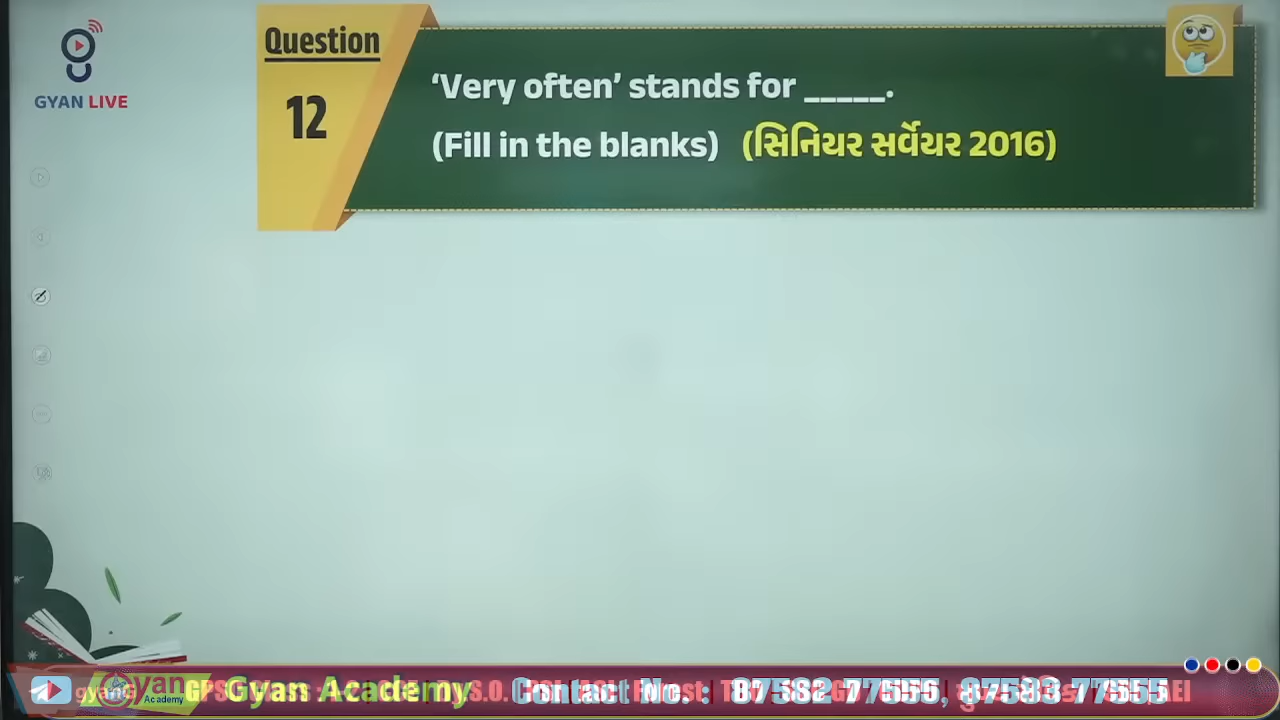 GYAN LIVE
Question
12
‘Very often’ stands for _____.
(Fill in the blanks) (સિનિયર સર્વેયર 2016)
Gyan Academy Contact No. : 87582 77555, 87583 77555